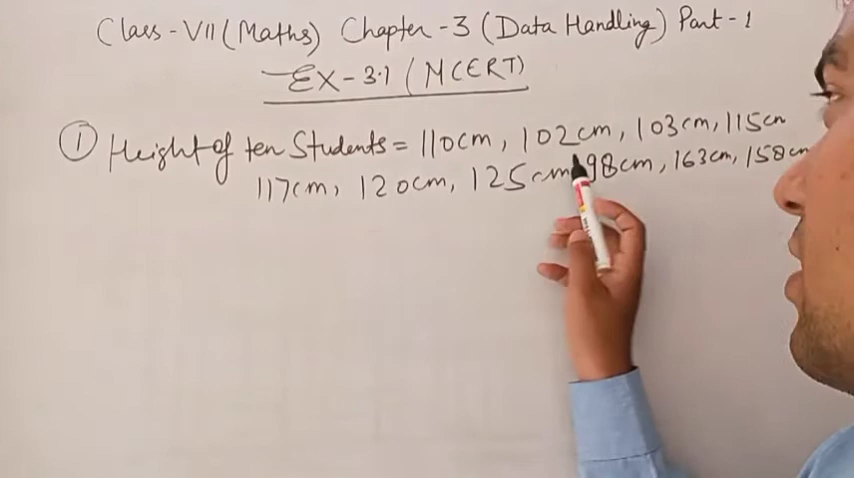 Class-VII (Maths) Chapter-3 (Data Handling) Part-1
EX-3.1 (NCERT)
① Height of ten Students = 110cm, 102cm, 103cm, 115cm
117cm, 120cm, 125cm 98cm, 163cm, 158cm